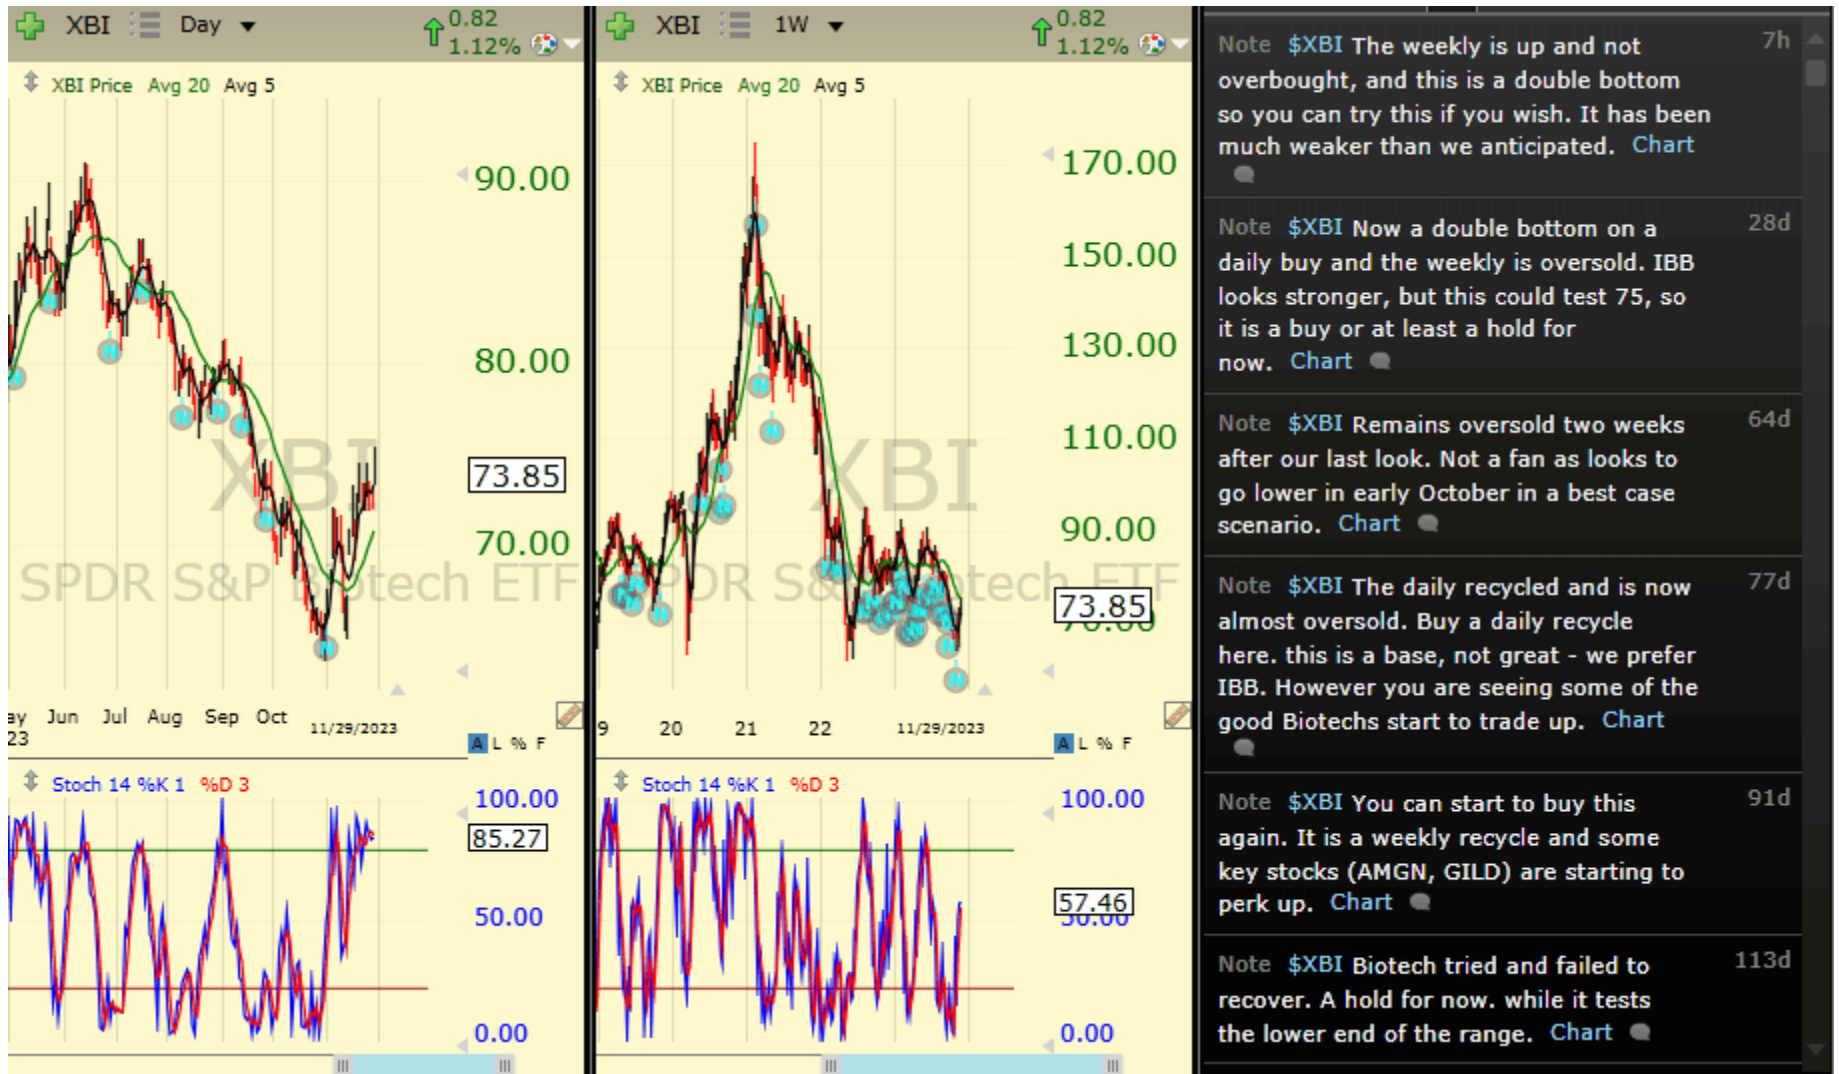 XBI Day 0.82
1.12%
XBI Price Avg 20 Avg 5
90.00
80.00
73.85
70.00
XBI
SPDR S&P Biotech ETF
ay Jun Jul Aug Sep Oct 11/29/2023
23
A L % F
Stoch 14 %K 1 %D 3
100.00
85.27
50.00
0.00
XBI 1W 0.82
1.12%
XBI Price Avg 20 Avg 5
170.00
150.00
130.00
110.00
90.00
73.85
70.00
XBI
SPDR S&P Biotech ETF
9 20 21 22 11/29/2023
A L % F
Stoch 14 %K 1 %D 3
100.00
57.46
50.00
0.00
Note $XBI The weekly is up and not 7h
overbought, and this is a double bottom
so you can try this if you wish. It has been
much weaker than we anticipated. Chart
Note $XBI Now a double bottom on a 28d
daily buy and the weekly is oversold. IBB
looks stronger, but this could test 75, so
it is a buy or at least a hold for
now. Chart
Note $XBI Remains oversold two weeks 64d
after our last look. Not a fan as looks to
go lower in early October in a best case
scenario. Chart
Note $XBI The daily recycled and is now 77d
almost oversold. Buy a daily recycle
here. this is a base, not great - we prefer
IBB. However you are seeing some of the
good Biotechs start to trade up. Chart
Note $XBI You can start to buy this 91d
again. It is a weekly recycle and some
key stocks (AMGN, GILD) are starting to
perk up. Chart
Note $XBI Biotech tried and failed to 113d
recover. A hold for now. while it tests
the lower end of the range. Chart